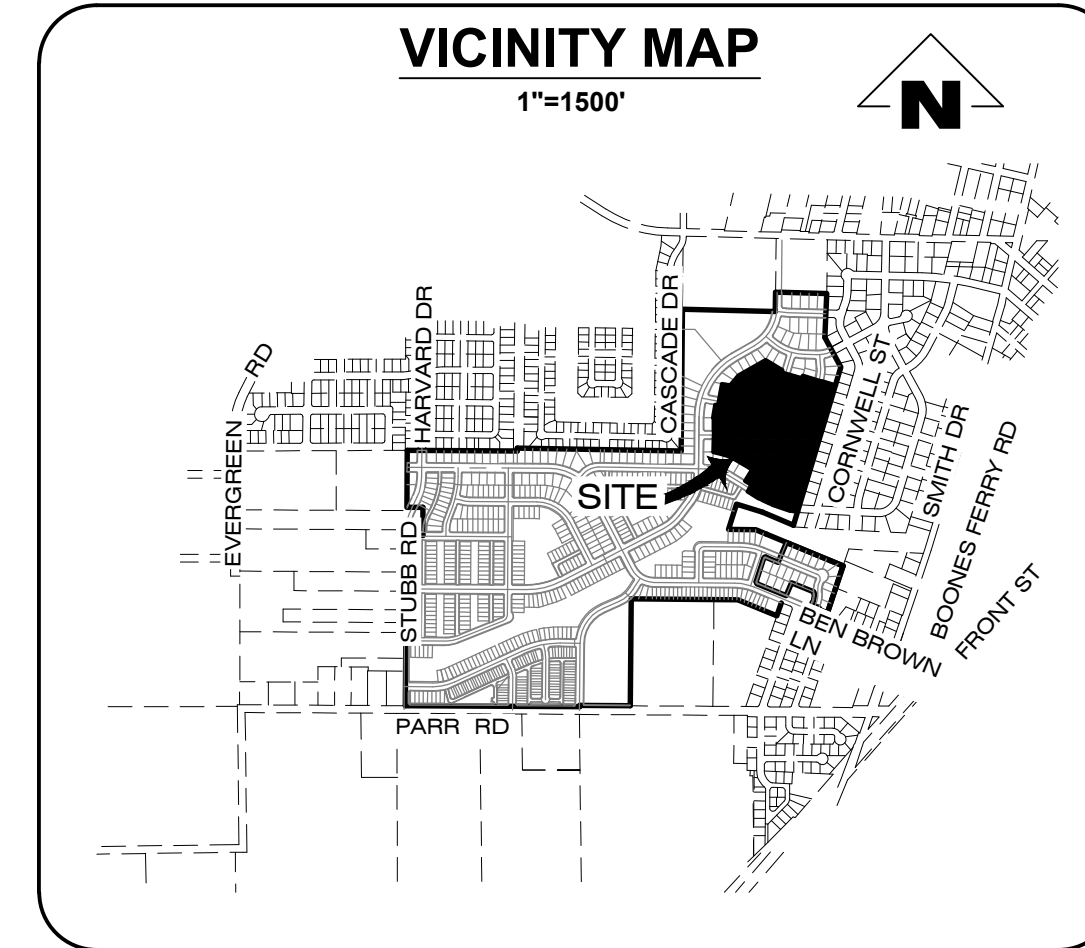 VICINITY MAP
1"=1500'
N
HARVARD DR
CASCADE DR
EVERGREEN RD
CORNWELL ST
SMITH DR
BOONES FERRY RD
SITE
STUBB RD
FRONT ST
BEN BROWN
LN
PARR RD